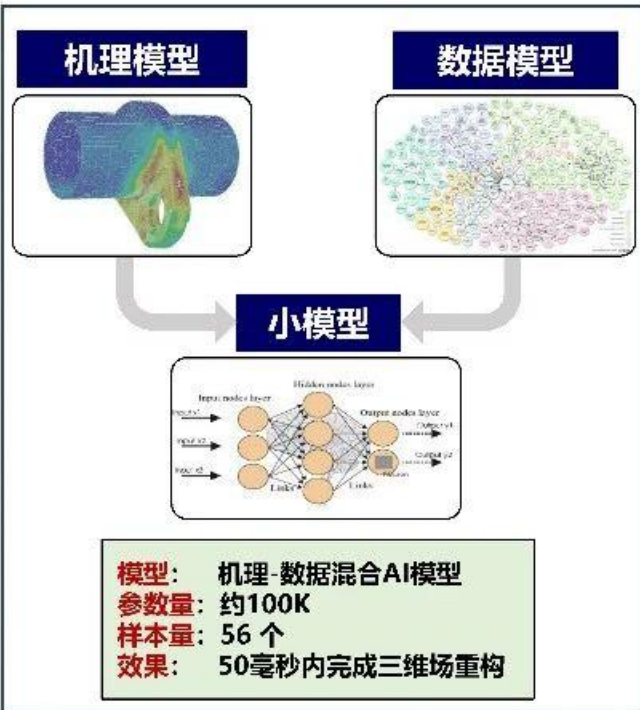 机理模型
数据模型
小模型
Hidden nodes layer
Input nodes layer
Output nodes layer
Input x1
Output y1
Input x2
Output y2
Links
Links
模型： 机理-数据混合AI模型
参数量：约100K
样本量：56 个
效果： 50毫秒内完成三维场重构